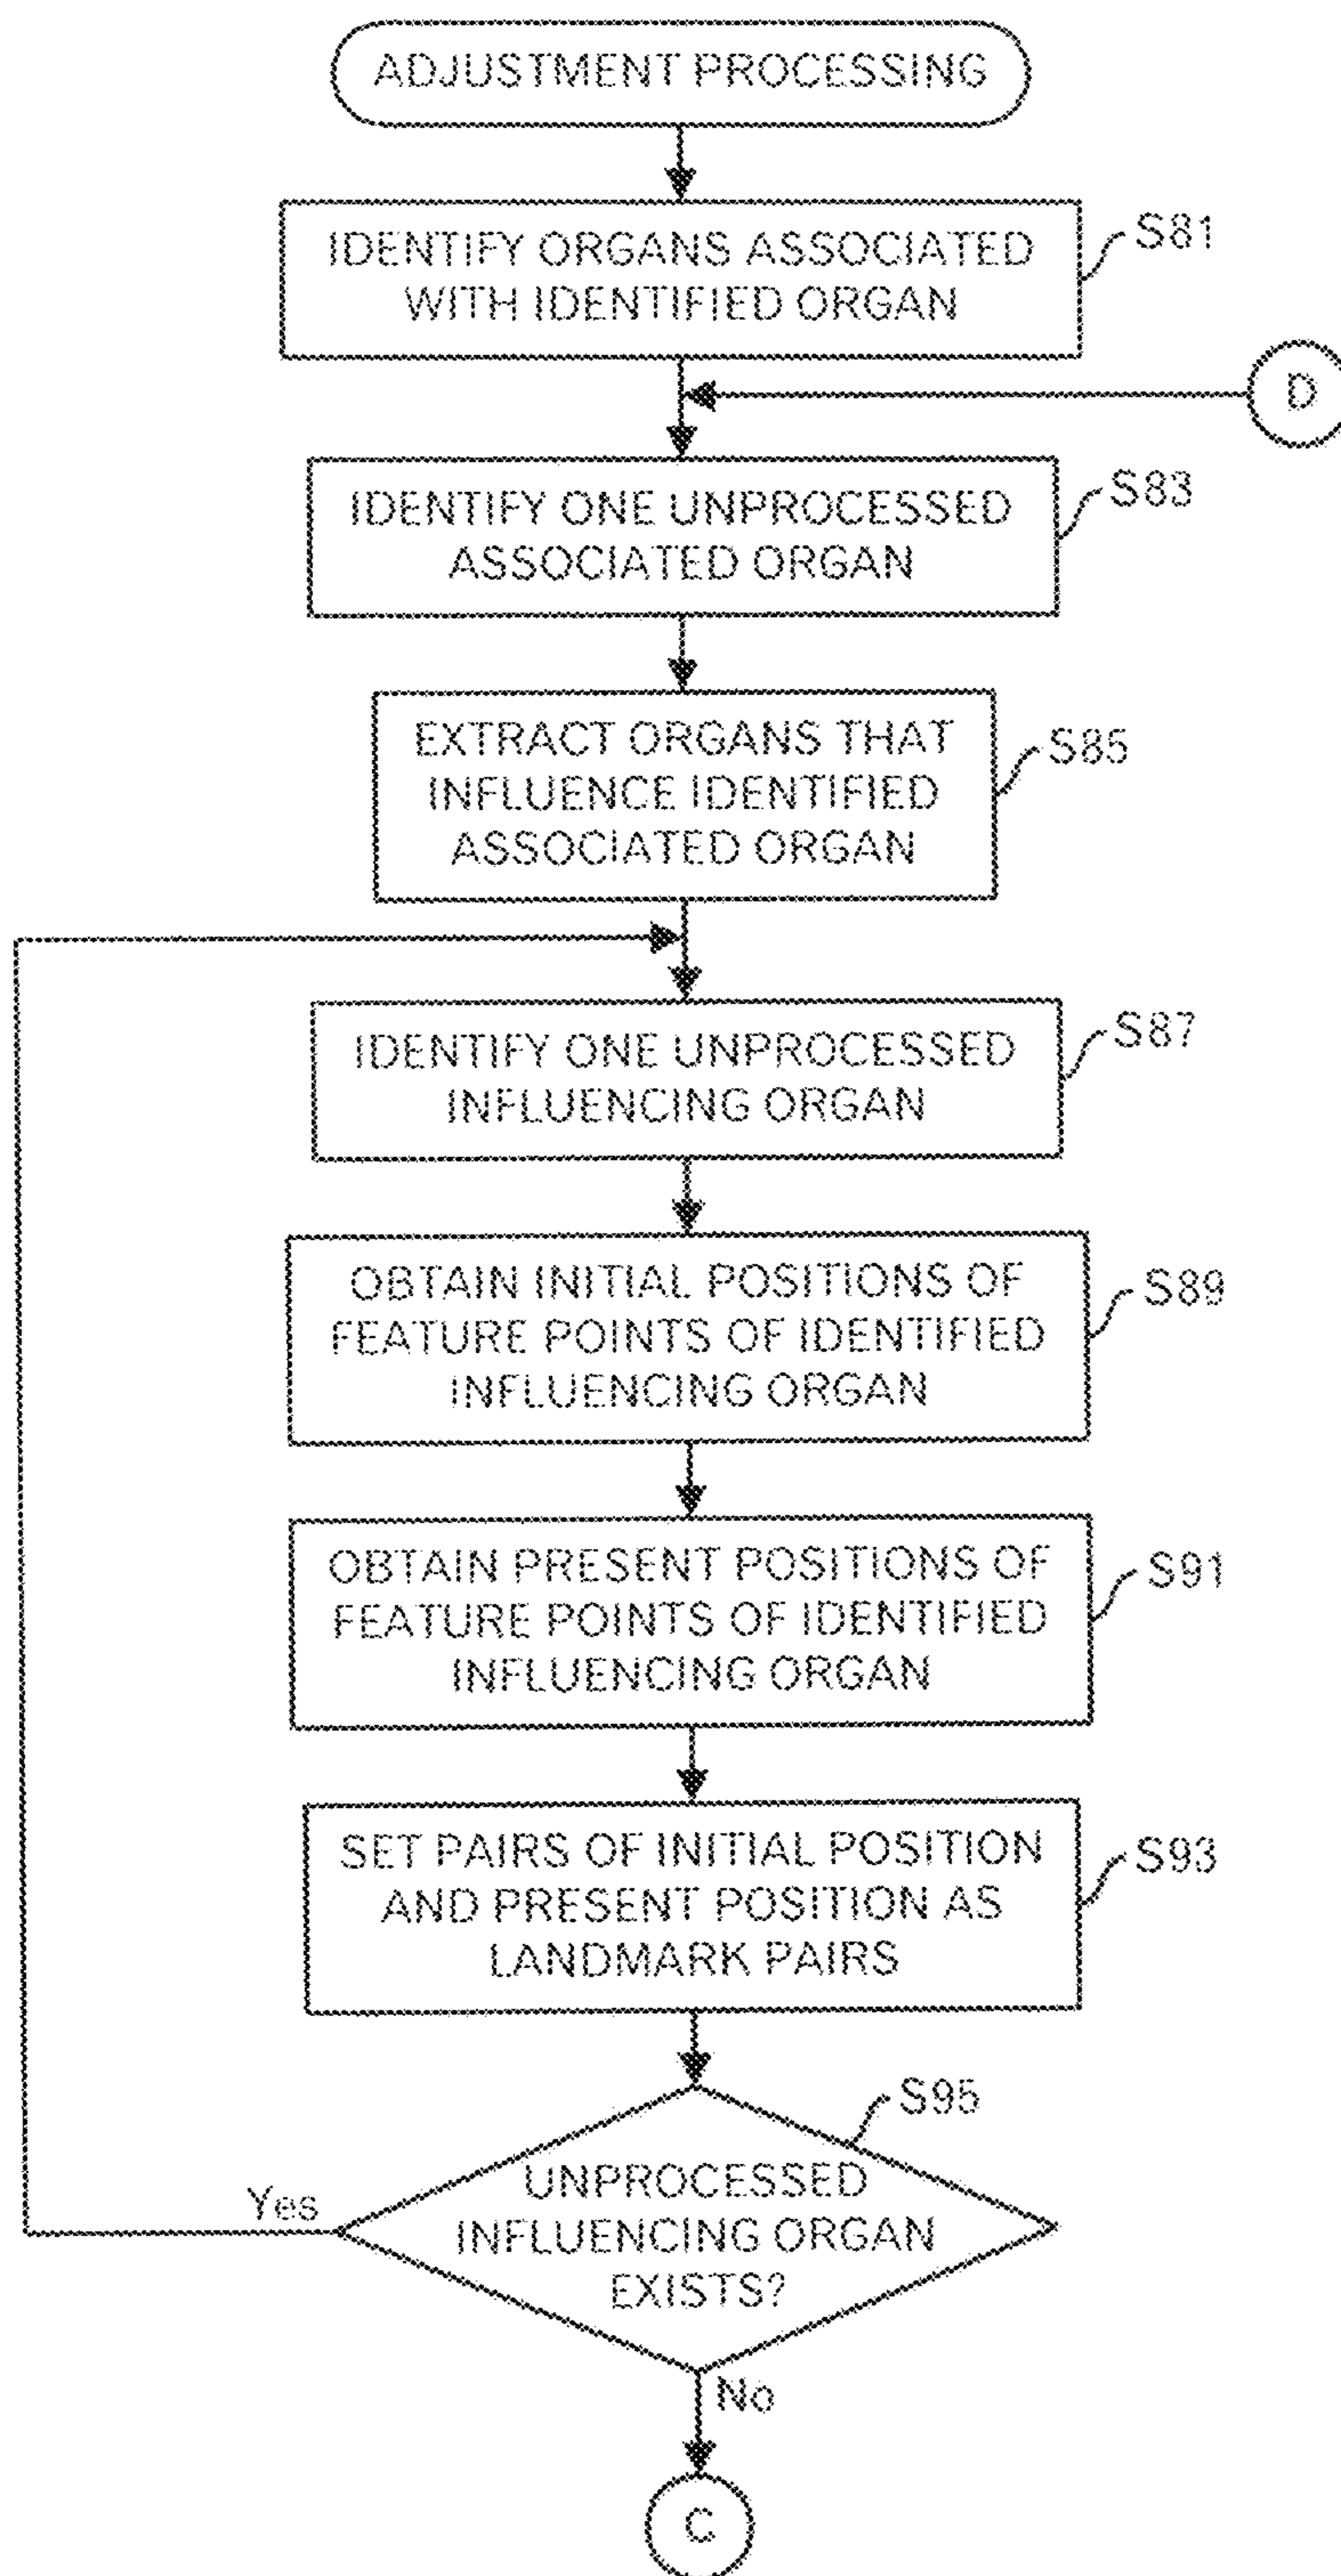 ADJUSTMENT PROCESSING
IDENTIFY ORGANS ASSOCIATED
WITH IDENTIFIED ORGAN
S81
D
IDENTIFY ONE UNPROCESSED
ASSOCIATED ORGAN
S83
EXTRACT ORGANS THAT
INFLUENCE IDENTIFIED
ASSOCIATED ORGAN
S85
IDENTIFY ONE UNPROCESSED
INFLUENCING ORGAN
S87
OBTAIN INITIAL POSITIONS OF
FEATURE POINTS OF IDENTIFIED
INFLUENCING ORGAN
S89
OBTAIN PRESENT POSITIONS OF
FEATURE POINTS OF IDENTIFIED
INFLUENCING ORGAN
S91
SET PAIRS OF INITIAL POSITION
AND PRESENT POSITION AS
LANDMARK PAIRS
S93
S95
UNPROCESSED
INFLUENCING ORGAN
EXISTS?
Yes
No
C